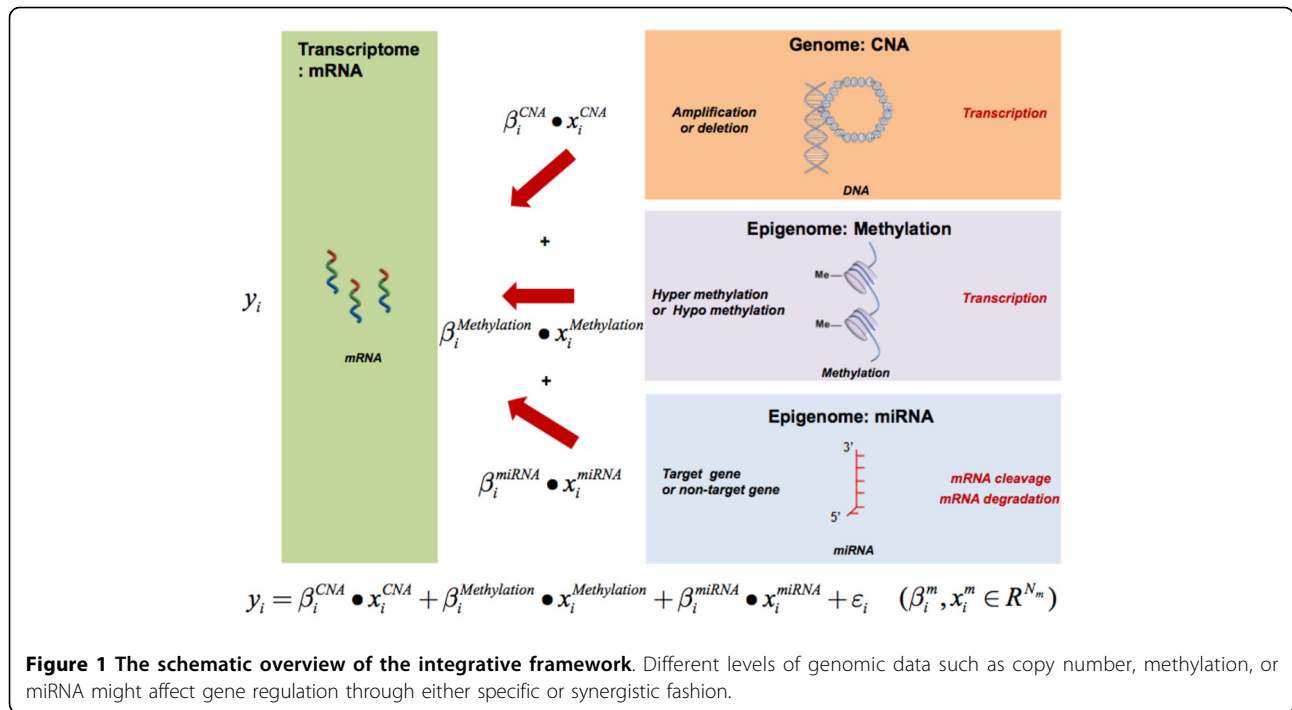 Transcriptome
: mRNA
y_i
mRNA
β_i^{CNA} • x_i^{CNA}
+
β_i^{Methylation} • x_i^{Methylation}
+
β_i^{miRNA} • x_i^{miRNA}
Genome: CNA
Amplification
or deletion
Transcription
DNA
Epigenome: Methylation
Me
Hyper methylation
or Hypo methylation
Transcription
Me
Methylation
Epigenome: miRNA
3'
Target gene
or non-target gene
mRNA cleavage
mRNA degradation
5'
miRNA
y_i = β_i^{CNA} • x_i^{CNA} + β_i^{Methylation} • x_i^{Methylation} + β_i^{miRNA} • x_i^{miRNA} + ε_i (β_i^m, x_i^m ∈ R^{N_m})
Figure 1 The schematic overview of the integrative framework. Different levels of genomic data such as copy number, methylation, or
miRNA might affect gene regulation through either specific or synergistic fashion.